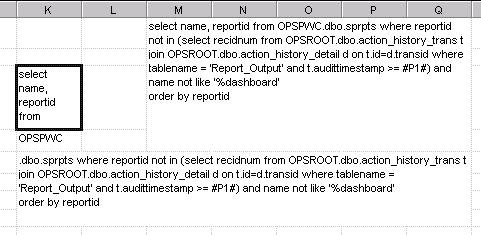 K L M N O P Q
select name, reportid from OPSPWC.dbo.sprpts where reportid
not in (select recidnum from OPSROOT.dbo.action_history_trans t
join OPSROOT.dbo.action_history_detail d on t.id=d.transid where
tablename = 'Report_Output' and t.audittimestamp >= #P1#) and
name not like '%dashboard'
order by reportid
select
name,
reportid
from
OPSPWC
.dbo.sprpts where reportid not in (select recidnum from OPSROOT.dbo.action_history_trans t
join OPSROOT.dbo.action_history_detail d on t.id=d.transid where tablename =
'Report_Output' and t.audittimestamp >= #P1#) and name not like '%dashboard'
order by reportid